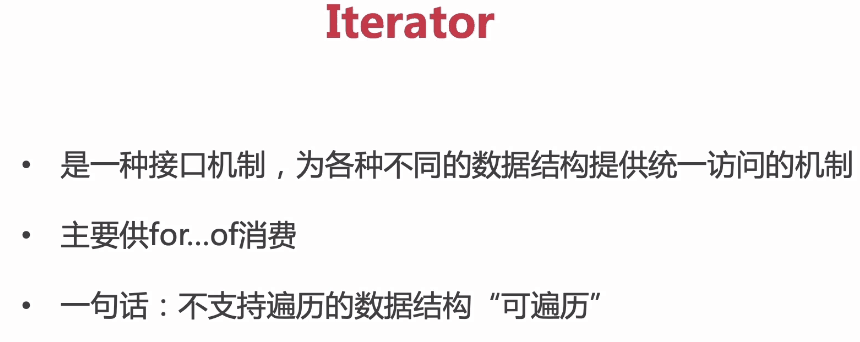 Iterator
• 是一种接口机制，为各种不同的数据结构提供统一访问的机制
• 主要供for...of消费
• 一句话：不支持遍历的数据结构“可遍历”